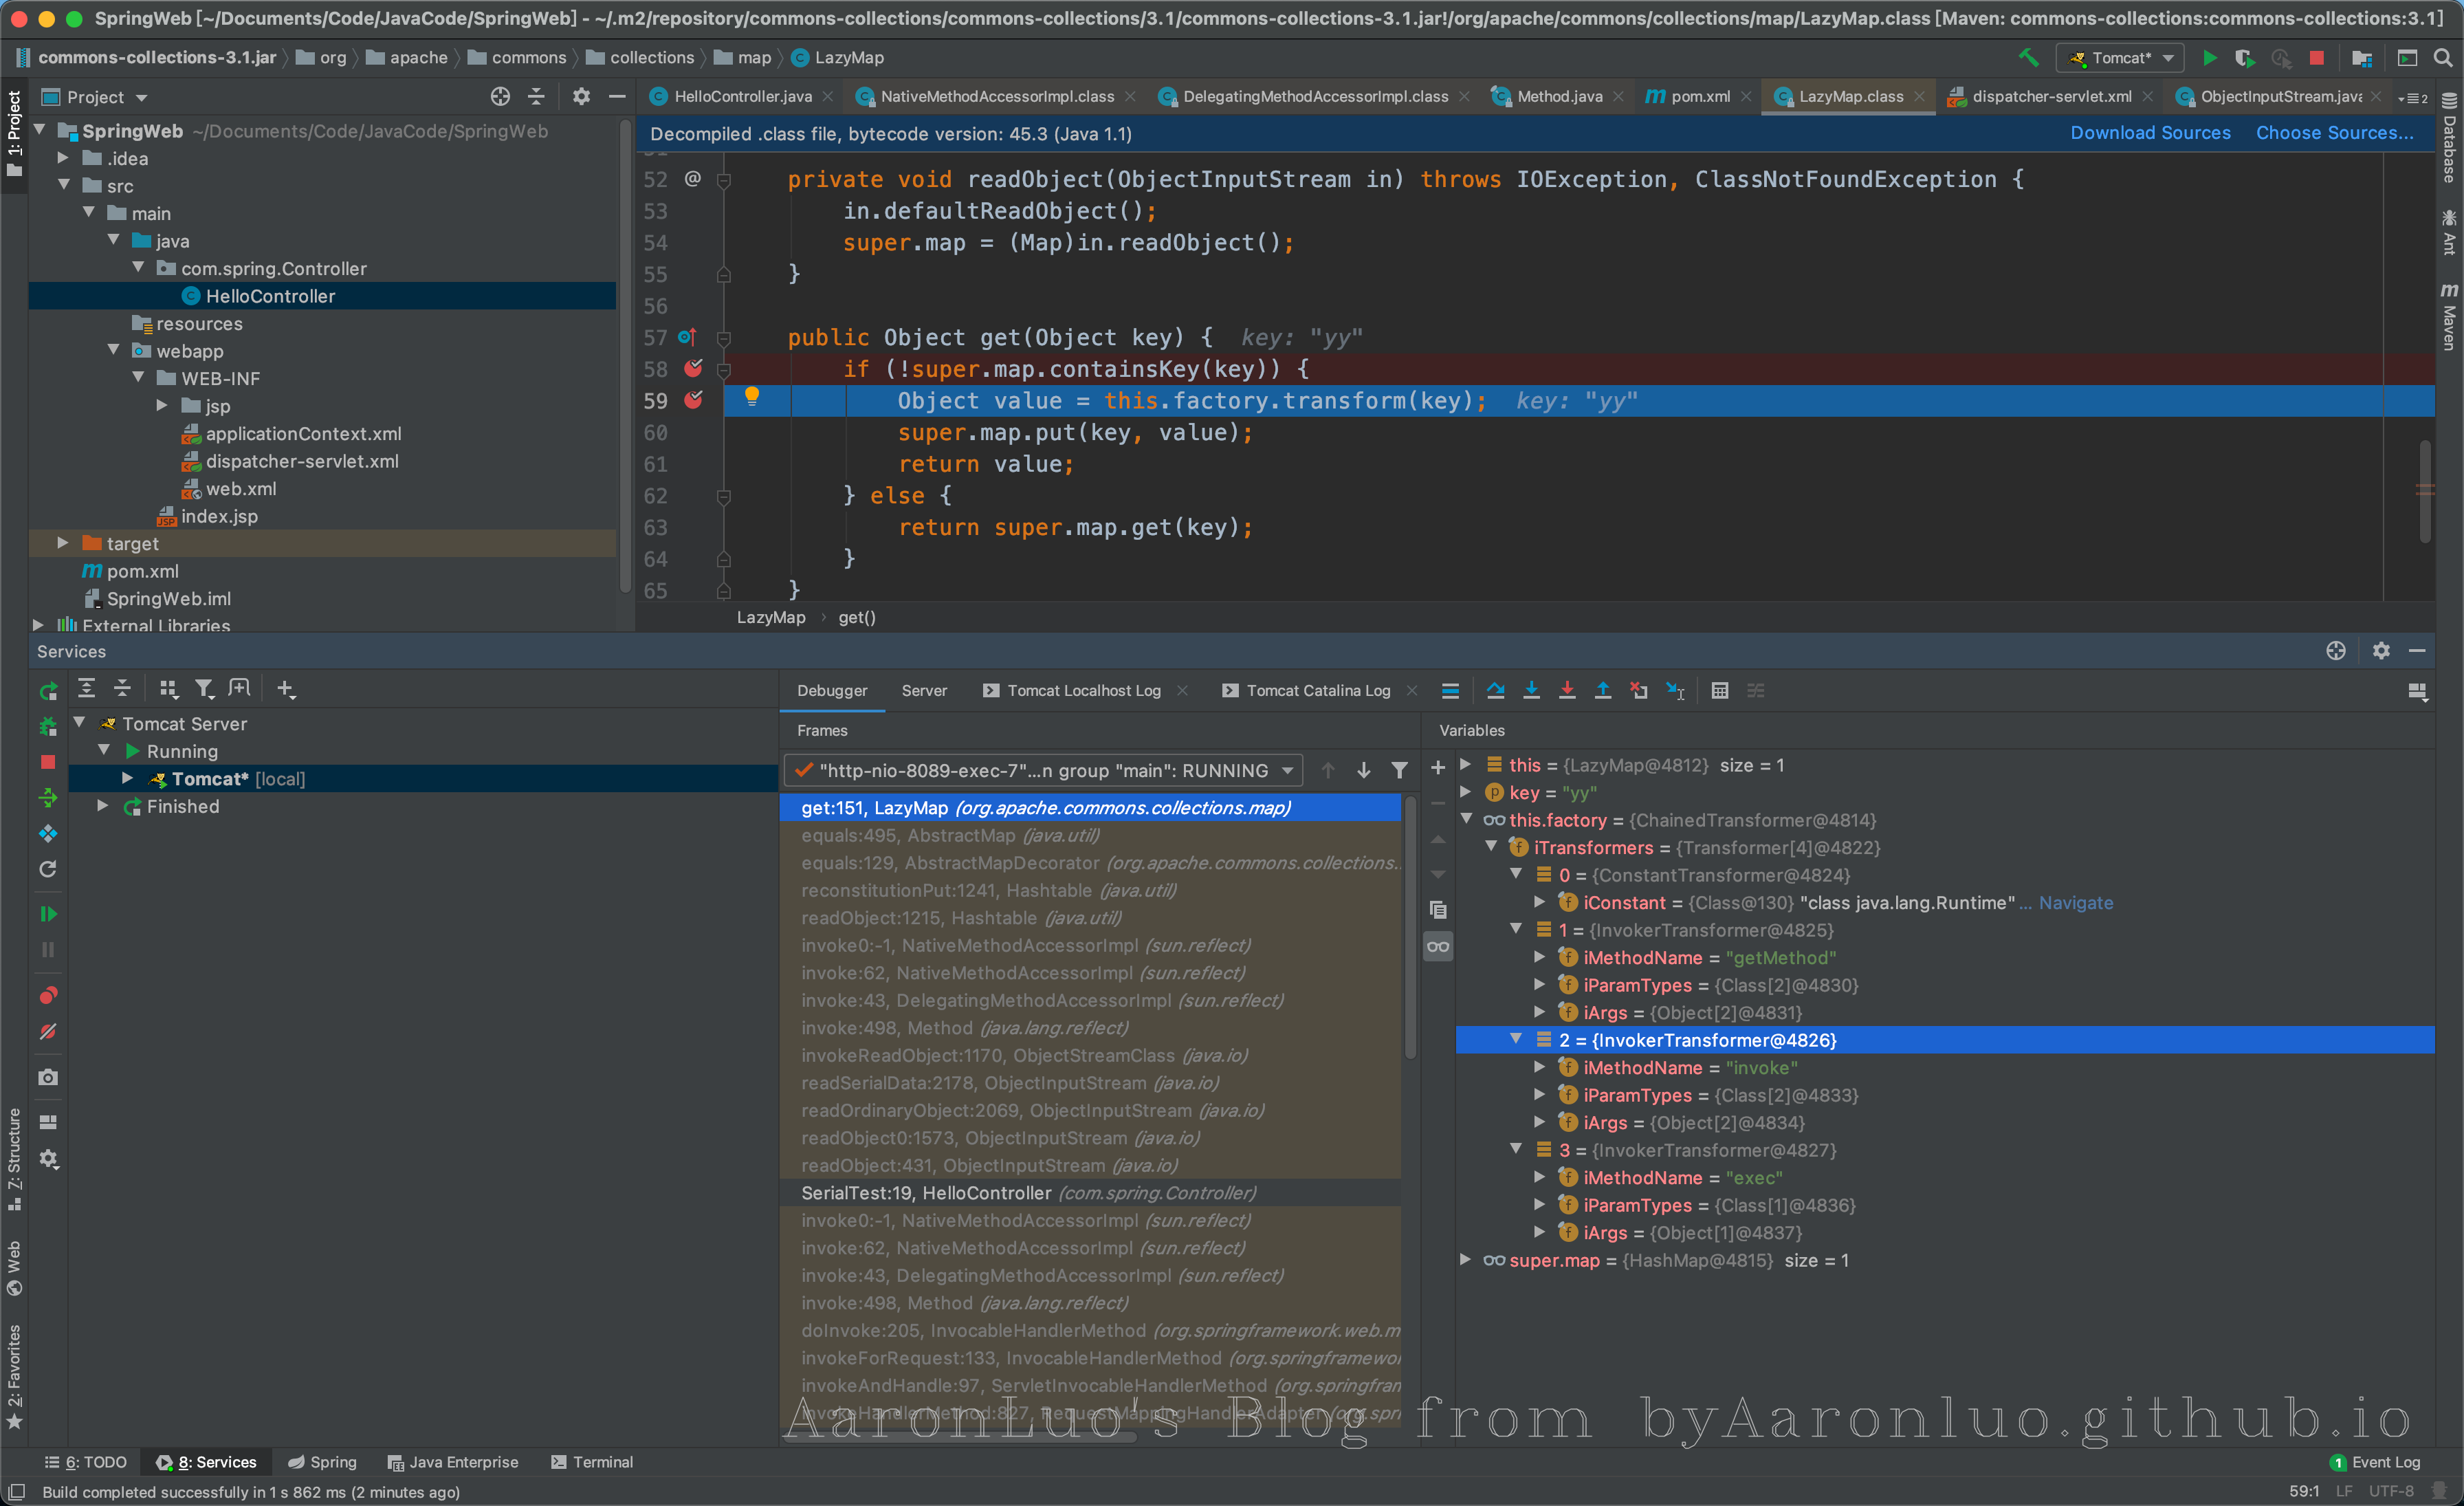 SpringWeb [~/Documents/Code/JavaCode/SpringWeb] - ~/.m2/repository/commons-collections/commons-collections/3.1/commons-collections-3.1.jar!/org/apache/commons/collections/map/LazyMap.class [Maven: commons-collections:commons-collections:3.1]
commons-collections-3.1.jar org apache commons collections map LazyMap
Tomcat*
Project
HelloController.java NativeMethodAccessorImpl.class DelegatingMethodAccessorImpl.class Method.java pom.xml LazyMap.class dispatcher-servlet.xml ObjectInputStream.java 2
1: Project
Database
Ant
Maven
Z: Structure
Web
2: Favorites
SpringWeb ~/Documents/Code/JavaCode/SpringWeb
.idea
src
main
java
com.spring.Controller
HelloController
resources
webapp
WEB-INF
jsp
applicationContext.xml
dispatcher-servlet.xml
web.xml
index.jsp
target
pom.xml
SpringWeb.iml
External Libraries
Decompiled .class file, bytecode version: 45.3 (Java 1.1) Download Sources Choose Sources...
52 @ private void readObject(ObjectInputStream in) throws IOException, ClassNotFoundException {
53 in.defaultReadObject();
54 super.map = (Map)in.readObject();
55 }
56
57 public Object get(Object key) { key: "yy"
58 if (!super.map.containsKey(key)) {
59 Object value = this.factory.transform(key); key: "yy"
60 super.map.put(key, value);
61 return value;
62 } else {
63 return super.map.get(key);
64 }
65 }
LazyMap › get()
Services
Tomcat Server
Running
Tomcat* [local]
Finished
Debugger Server Tomcat Localhost Log Tomcat Catalina Log
Frames
"http-nio-8089-exec-7"...n group "main": RUNNING
get:151, LazyMap (org.apache.commons.collections.map)
equals:495, AbstractMap (java.util)
equals:129, AbstractMapDecorator (org.apache.commons.collections.
reconstitutionPut:1241, Hashtable (java.util)
readObject:1215, Hashtable (java.util)
invoke0:-1, NativeMethodAccessorImpl (sun.reflect)
invoke:62, NativeMethodAccessorImpl (sun.reflect)
invoke:43, DelegatingMethodAccessorImpl (sun.reflect)
invoke:498, Method (java.lang.reflect)
invokeReadObject:1170, ObjectStreamClass (java.io)
readSerialData:2178, ObjectInputStream (java.io)
readOrdinaryObject:2069, ObjectInputStream (java.io)
readObject0:1573, ObjectInputStream (java.io)
readObject:431, ObjectInputStream (java.io)
SerialTest:19, HelloController (com.spring.Controller)
invoke0:-1, NativeMethodAccessorImpl (sun.reflect)
invoke:62, NativeMethodAccessorImpl (sun.reflect)
invoke:43, DelegatingMethodAccessorImpl (sun.reflect)
invoke:498, Method (java.lang.reflect)
doInvoke:205, InvocableHandlerMethod (org.springframework.web.m
invokeForRequest:133, InvocableHandlerMethod (org.springframewor
invokeAndHandle:97, ServletInvocableHandlerMethod (org.springfran
invokeHandlerMethod:827, RequestMappingHandlerAdapter (org.spri
Variables
this = {LazyMap@4812} size = 1
key = "yy"
this.factory = {ChainedTransformer@4814}
iTransformers = {Transformer[4]@4822}
0 = {ConstantTransformer@4824}
iConstant = {Class@130} "class java.lang.Runtime"... Navigate
1 = {InvokerTransformer@4825}
iMethodName = "getMethod"
iParamTypes = {Class[2]@4830}
iArgs = {Object[2]@4831}
2 = {InvokerTransformer@4826}
iMethodName = "invoke"
iParamTypes = {Class[2]@4833}
iArgs = {Object[2]@4834}
3 = {InvokerTransformer@4827}
iMethodName = "exec"
iParamTypes = {Class[1]@4836}
iArgs = {Object[1]@4837}
super.map = {HashMap@4815} size = 1
AaronLuo's Blog from byAaronluo.github.io
6: TODO 8: Services Spring Java Enterprise Terminal 1 Event Log
Build completed successfully in 1 s 862 ms (2 minutes ago) 59:1 LF UTF-8